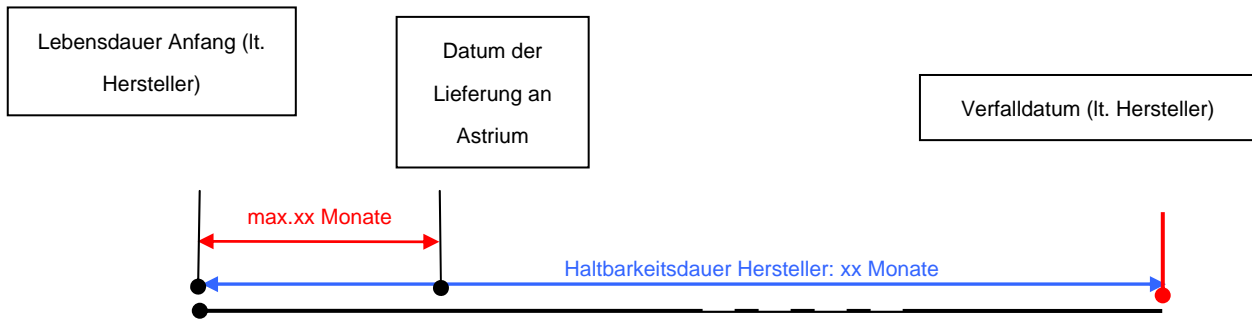 Lebensdauer Anfang (lt.
Hersteller)
Datum der
Lieferung an
Astrium
Verfalldatum (lt. Hersteller)
max.xx Monate
Haltbarkeitsdauer Hersteller: xx Monate